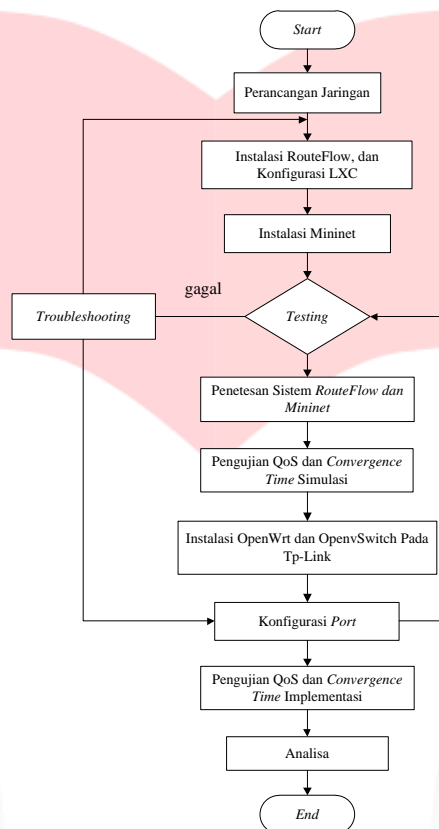 Start
Perancangan Jaringan
Instalasi RouteFlow, dan
Konfigurasi LXC
Instalasi Mininet
gagal
Troubleshooting
Testing
Penetesan Sistem RouteFlow dan
Mininet
Pengujian QoS dan Convergence
Time Simulasi
Instalasi OpenWrt dan OpenvSwitch Pada
Tp-Link
Konfigurasi Port
Pengujian QoS dan Convergence
Time Implementasi
Analisa
End